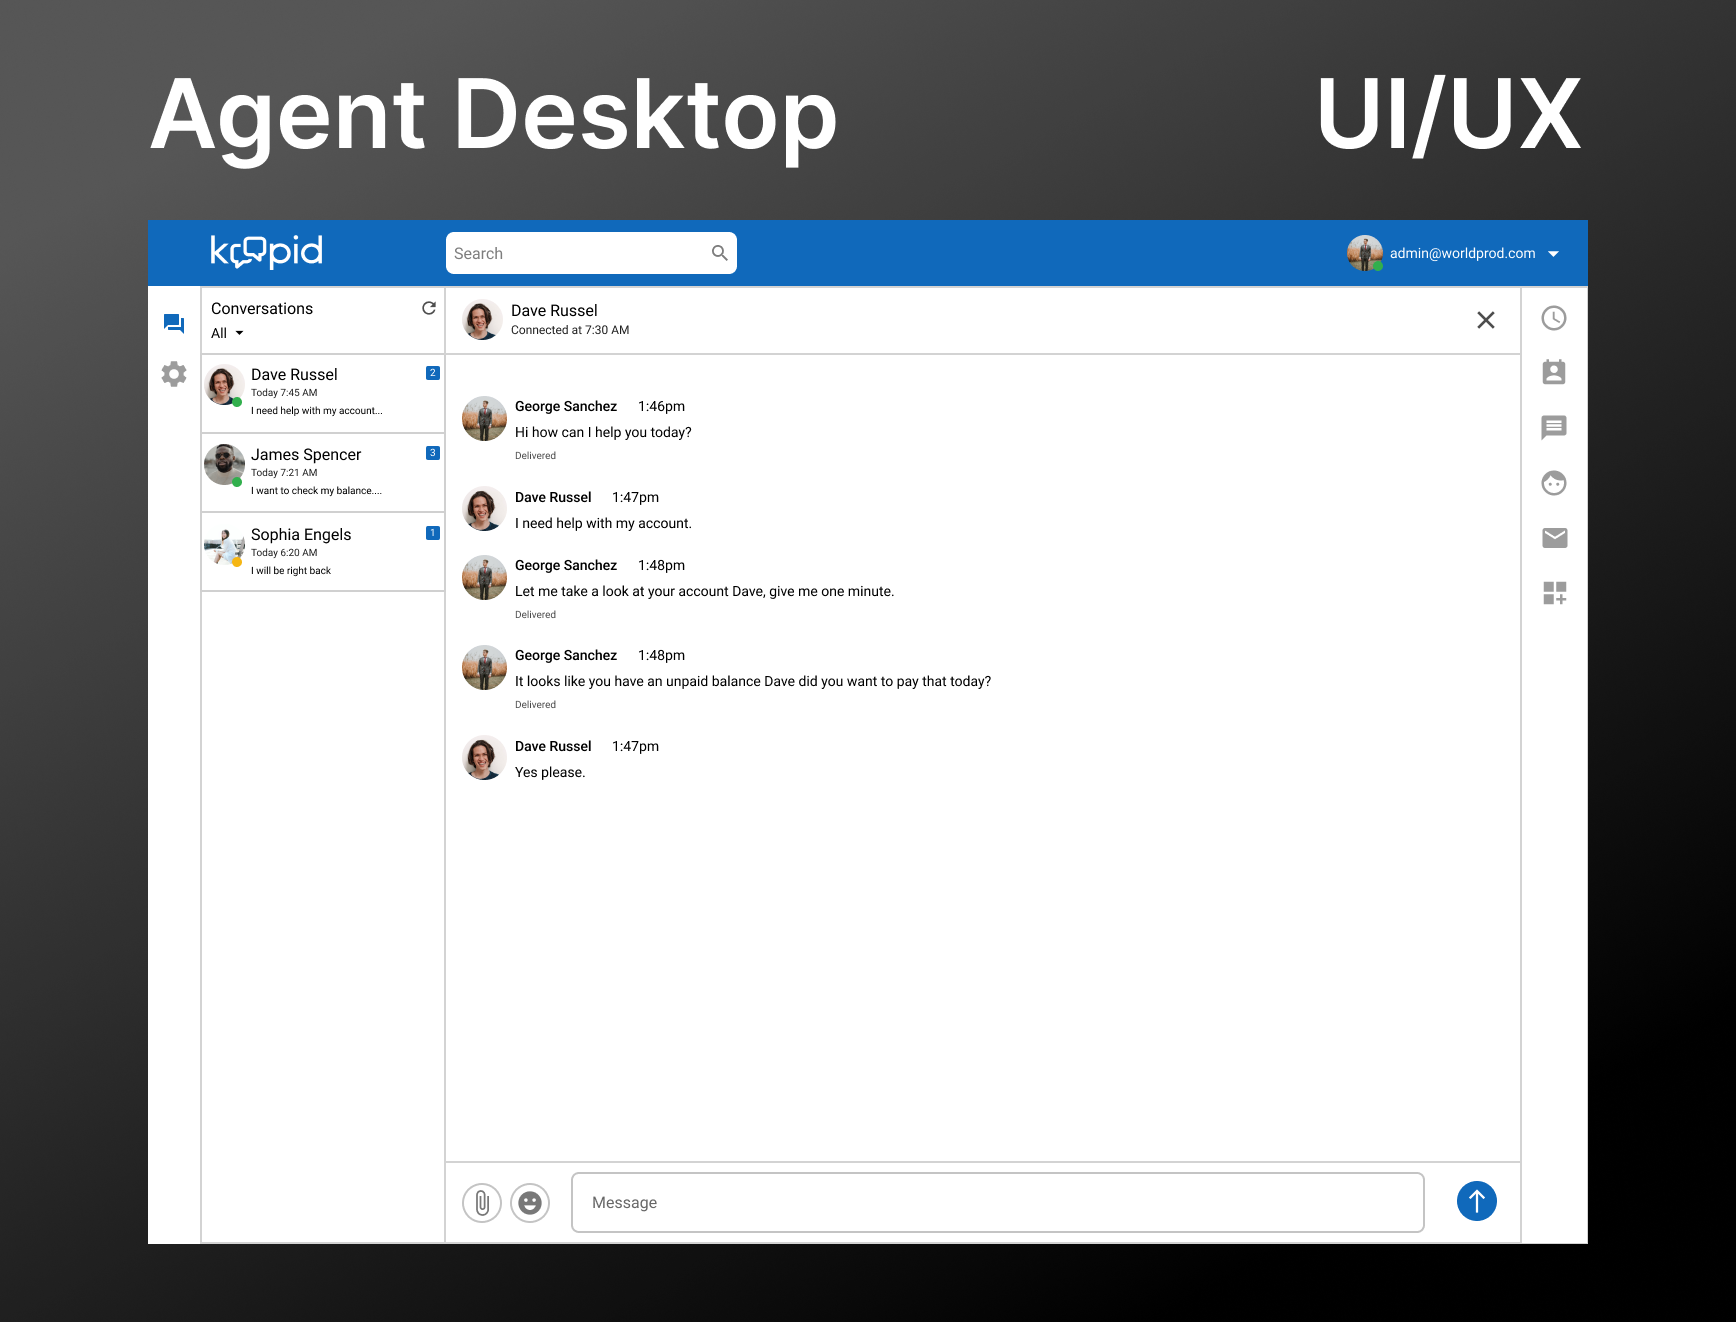 Agent Desktop
UI/UX
koopid
Search
admin@worldprod.com
Conversations
All
Dave Russel
2
Today 7:45 AM
I need help with my account...
James Spencer
3
Today 7:21 AM
I want to check my balance....
Sophia Engels
1
Today 6:20 AM
I will be right back
Dave Russel
Connected at 7:30 AM
George Sanchez 1:46pm
Hi how can I help you today?
Delivered
Dave Russel 1:47pm
I need help with my account.
George Sanchez 1:48pm
Let me take a look at your account Dave, give me one minute.
Delivered
George Sanchez 1:48pm
It looks like you have an unpaid balance Dave did you want to pay that today?
Delivered
Dave Russel 1:47pm
Yes please.
Message